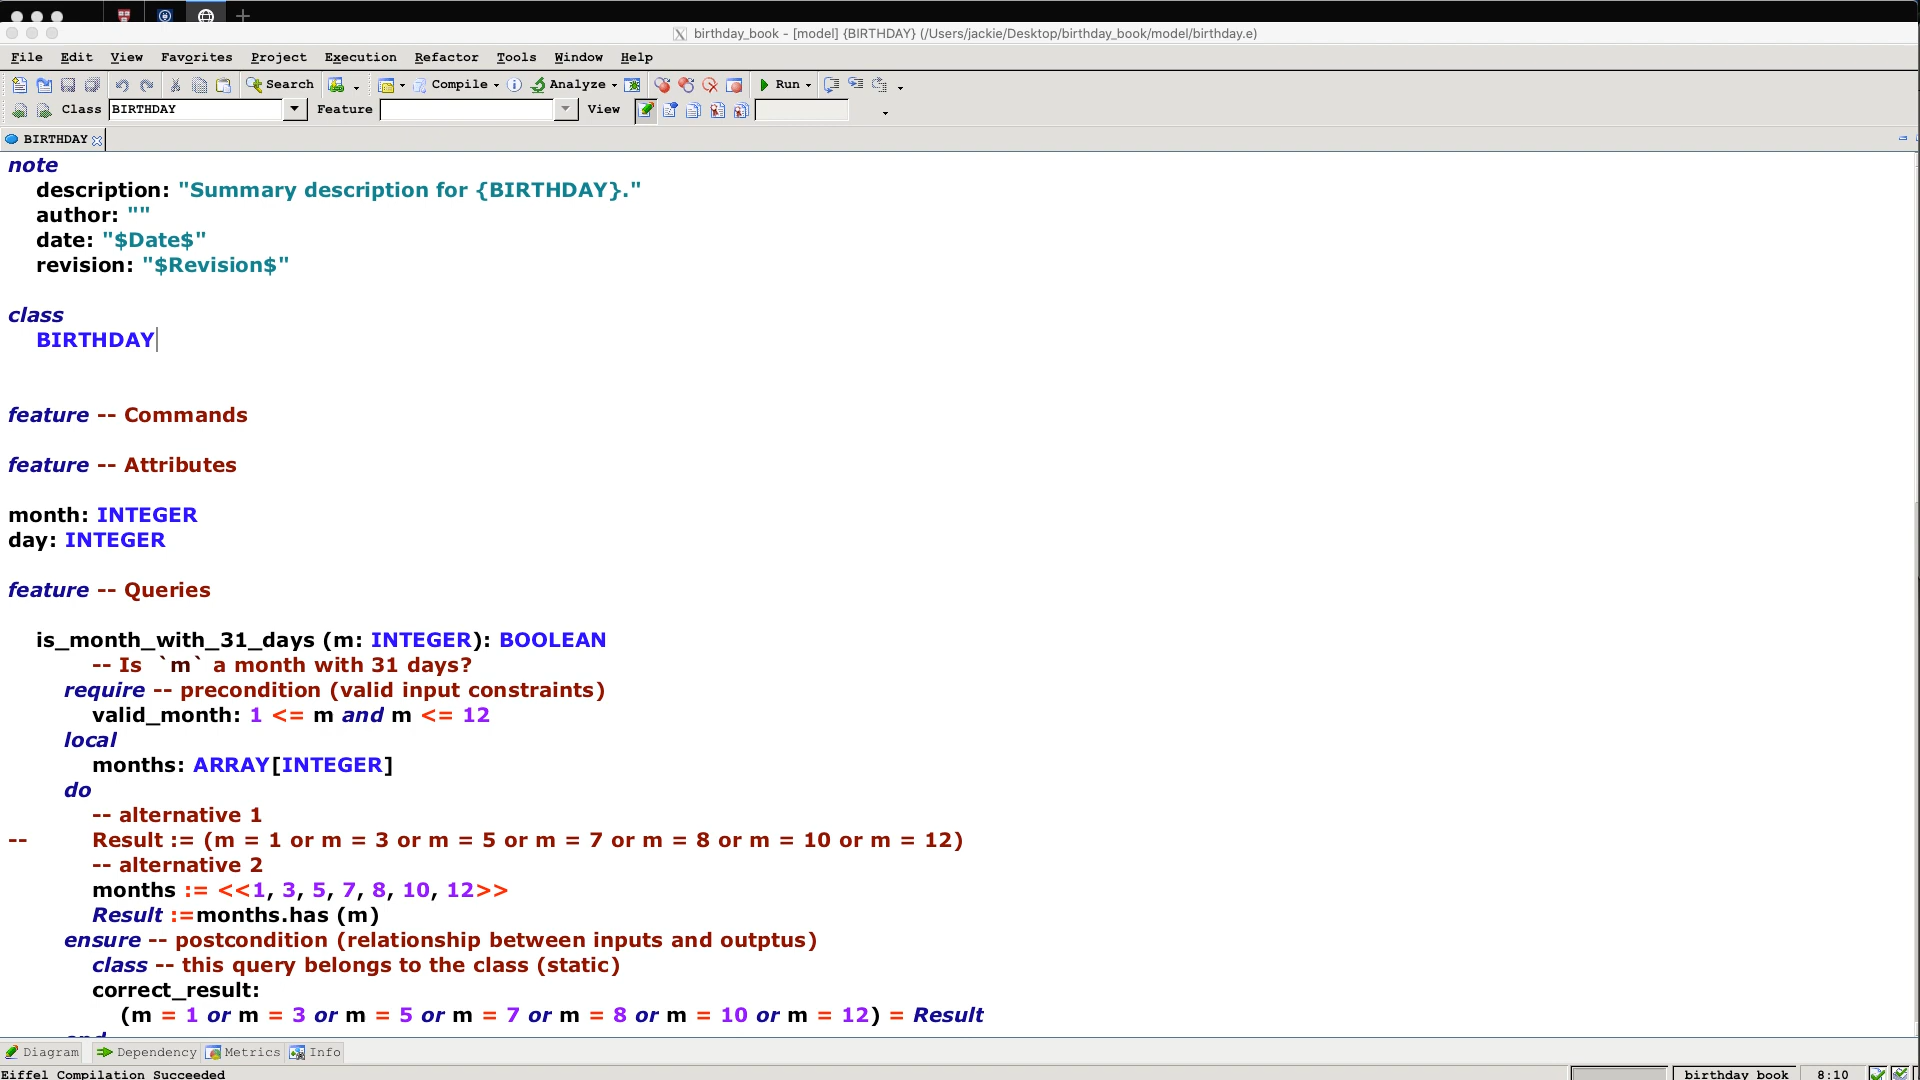 birthday_book - [model] {BIRTHDAY} (/Users/jackie/Desktop/birthday_book/model/birthday.e)
File Edit View Favorites Project Execution Refactor Tools Window Help
Search Compile Analyze Run
Class BIRTHDAY Feature View
BIRTHDAY
note
description: "Summary description for {BIRTHDAY}."
author: ""
date: "$Date$"
revision: "$Revision$"
class
BIRTHDAY
feature -- Commands
feature -- Attributes
month: INTEGER
day: INTEGER
feature -- Queries
is_month_with_31_days (m: INTEGER): BOOLEAN
-- Is `m` a month with 31 days?
require -- precondition (valid input constraints)
valid_month: 1 <= m and m <= 12
local
months: ARRAY[INTEGER]
do
-- alternative 1
-- Result := (m = 1 or m = 3 or m = 5 or m = 7 or m = 8 or m = 10 or m = 12)
-- alternative 2
months := <<1, 3, 5, 7, 8, 10, 12>>
Result :=months.has (m)
ensure -- postcondition (relationship between inputs and outptus)
class -- this query belongs to the class (static)
correct_result:
(m = 1 or m = 3 or m = 5 or m = 7 or m = 8 or m = 10 or m = 12) = Result
end
Diagram Dependency Metrics Info
Eiffel Compilation Succeeded birthday_book 8:10